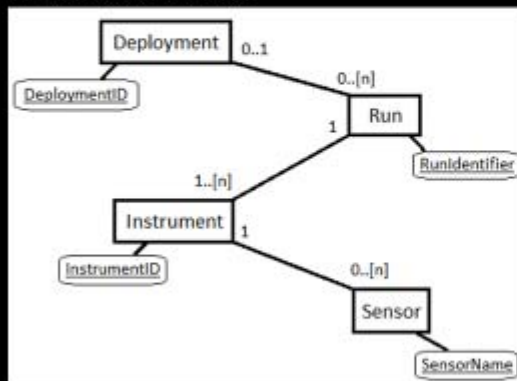 Deployment
0..1
DeploymentID
0..[n]
Run
1
RunIdentifier
1..[n]
Instrument
1
InstrumentID
0..[n]
Sensor
SensorName